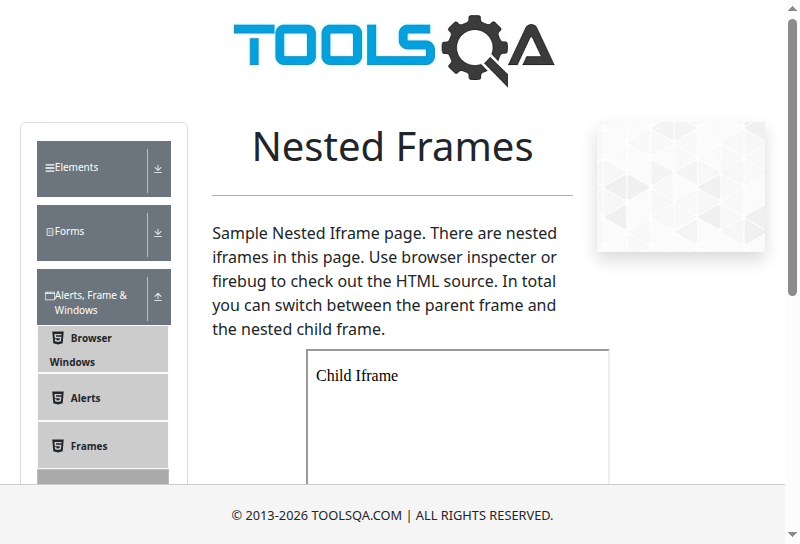 TOOLSQA
Elements
Forms
Alerts, Frame &
Windows
Browser
Windows
Alerts
Frames
Nested Frames
Sample Nested Iframe page. There are nested
iframes in this page. Use browser inspector or
firebug to check out the HTML source. In total
you can switch between the parent frame and
the nested child frame.
Child Iframe
© 2013-2026 TOOLSQA.COM | ALL RIGHTS RESERVED.